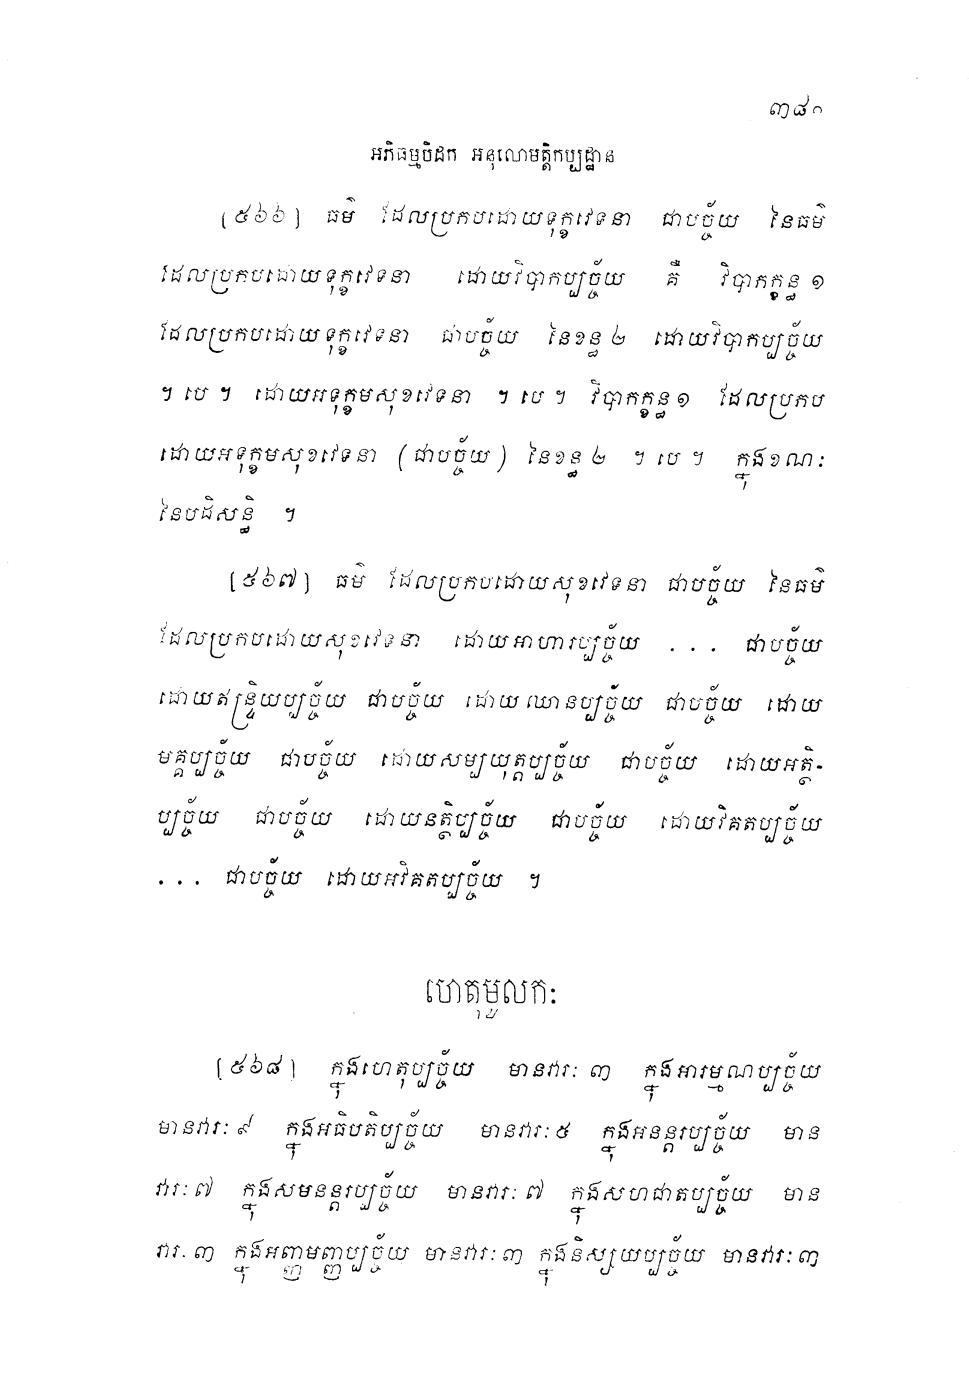 ៣៨១
អភិធម្មបិដក អនុលោមត្តិកប្បដ្ឋាន
[៥៦៦] ធម៌ ដែលប្រកបដោយទុក្ខវេទនា ជាបច្ច័យ នៃធម៌
ដែលប្រកបដោយទុក្ខវេទនា ដោយវិបាកប្បច្ច័យ គឺ វិបាកក្ខន្ធ ១
ដែលប្រកបដោយទុក្ខវេទនា ជាបច្ច័យ នៃខន្ធ ២ ដោយវិបាកប្បច្ច័យ
។ បេ ។ ដោយអទុក្ខមសុខវេទនា ។ បេ ។ វិបាកក្ខន្ធ ១ ដែលប្រកប
ដោយអទុក្ខមសុខវេទនា (ជាបច្ច័យ) នៃខន្ធ ២ ។ បេ ។ ក្នុងខណៈ
នៃបដិសន្ធិ ។
[៥៦៧] ធម៌ ដែលប្រកបដោយសុខវេទនា ជាបច្ច័យ នៃធម៌
ដែលប្រកបដោយសុខវេទនា ដោយអាហារប្បច្ច័យ ... ជាបច្ច័យ
ដោយឥន្ទ្រិយប្បច្ច័យ ជាបច្ច័យ ដោយឈានប្បច្ច័យ ជាបច្ច័យ ដោយ
មគ្គប្បច្ច័យ ជាបច្ច័យ ដោយសម្បយុត្តប្បច្ច័យ ជាបច្ច័យ ដោយអត្ថិ-
ប្បច្ច័យ ជាបច្ច័យ ដោយនត្ថិប្បច្ច័យ ជាបច្ច័យ ដោយវិគតប្បច្ច័យ
... ជាបច្ច័យ ដោយអវិគតប្បច្ច័យ ។
ហេតុមូលកៈ
[៥៦៨] ក្នុងហេតុប្បច្ច័យ មានវារៈ ៣ ក្នុងអារម្មណប្បច្ច័យ
មានវារៈ ៩ ក្នុងអធិបតិប្បច្ច័យ មានវារៈ ៥ ក្នុងអនន្តរប្បច្ច័យ មាន
វារៈ ៧ ក្នុងសមនន្តរប្បច្ច័យ មានវារៈ ៧ ក្នុងសហជាតប្បច្ច័យ មាន
វារៈ ៣ ក្នុងអញ្ញមញ្ញប្បច្ច័យ មានវារៈ ៣ ក្នុងនិស្សយប្បច្ច័យ មានវារៈ ៣